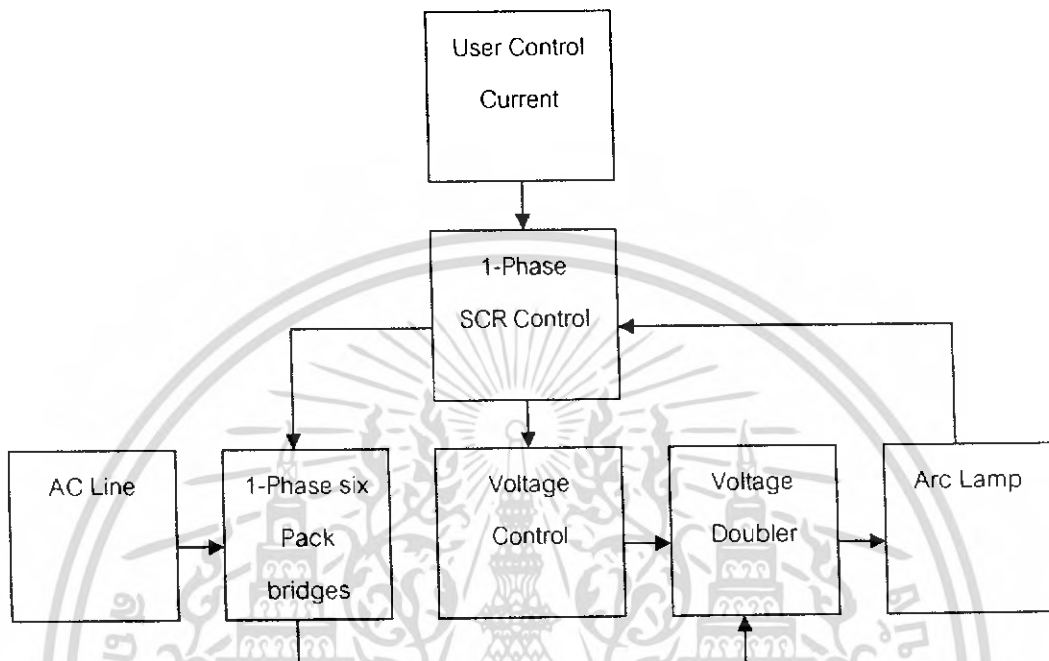 User Control
Current
1-Phase
SCR Control
AC Line
1-Phase six
Pack
bridges
Voltage
Control
Voltage
Doubler
Arc Lamp